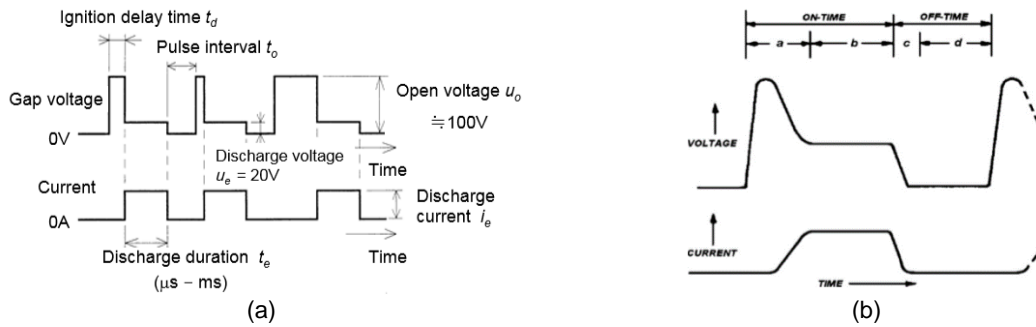 Ignition delay time t_d
Pulse interval t_o
Gap voltage
Open voltage u_o
≒100V
0V
Discharge voltage
u_e = 20V
Time
Current
0A
Discharge
current i_e
Discharge duration t_e
Time
(μs – ms)
(a)
ON-TIME
OFF-TIME
a
b
c
d
VOLTAGE
CURRENT
TIME
(b)